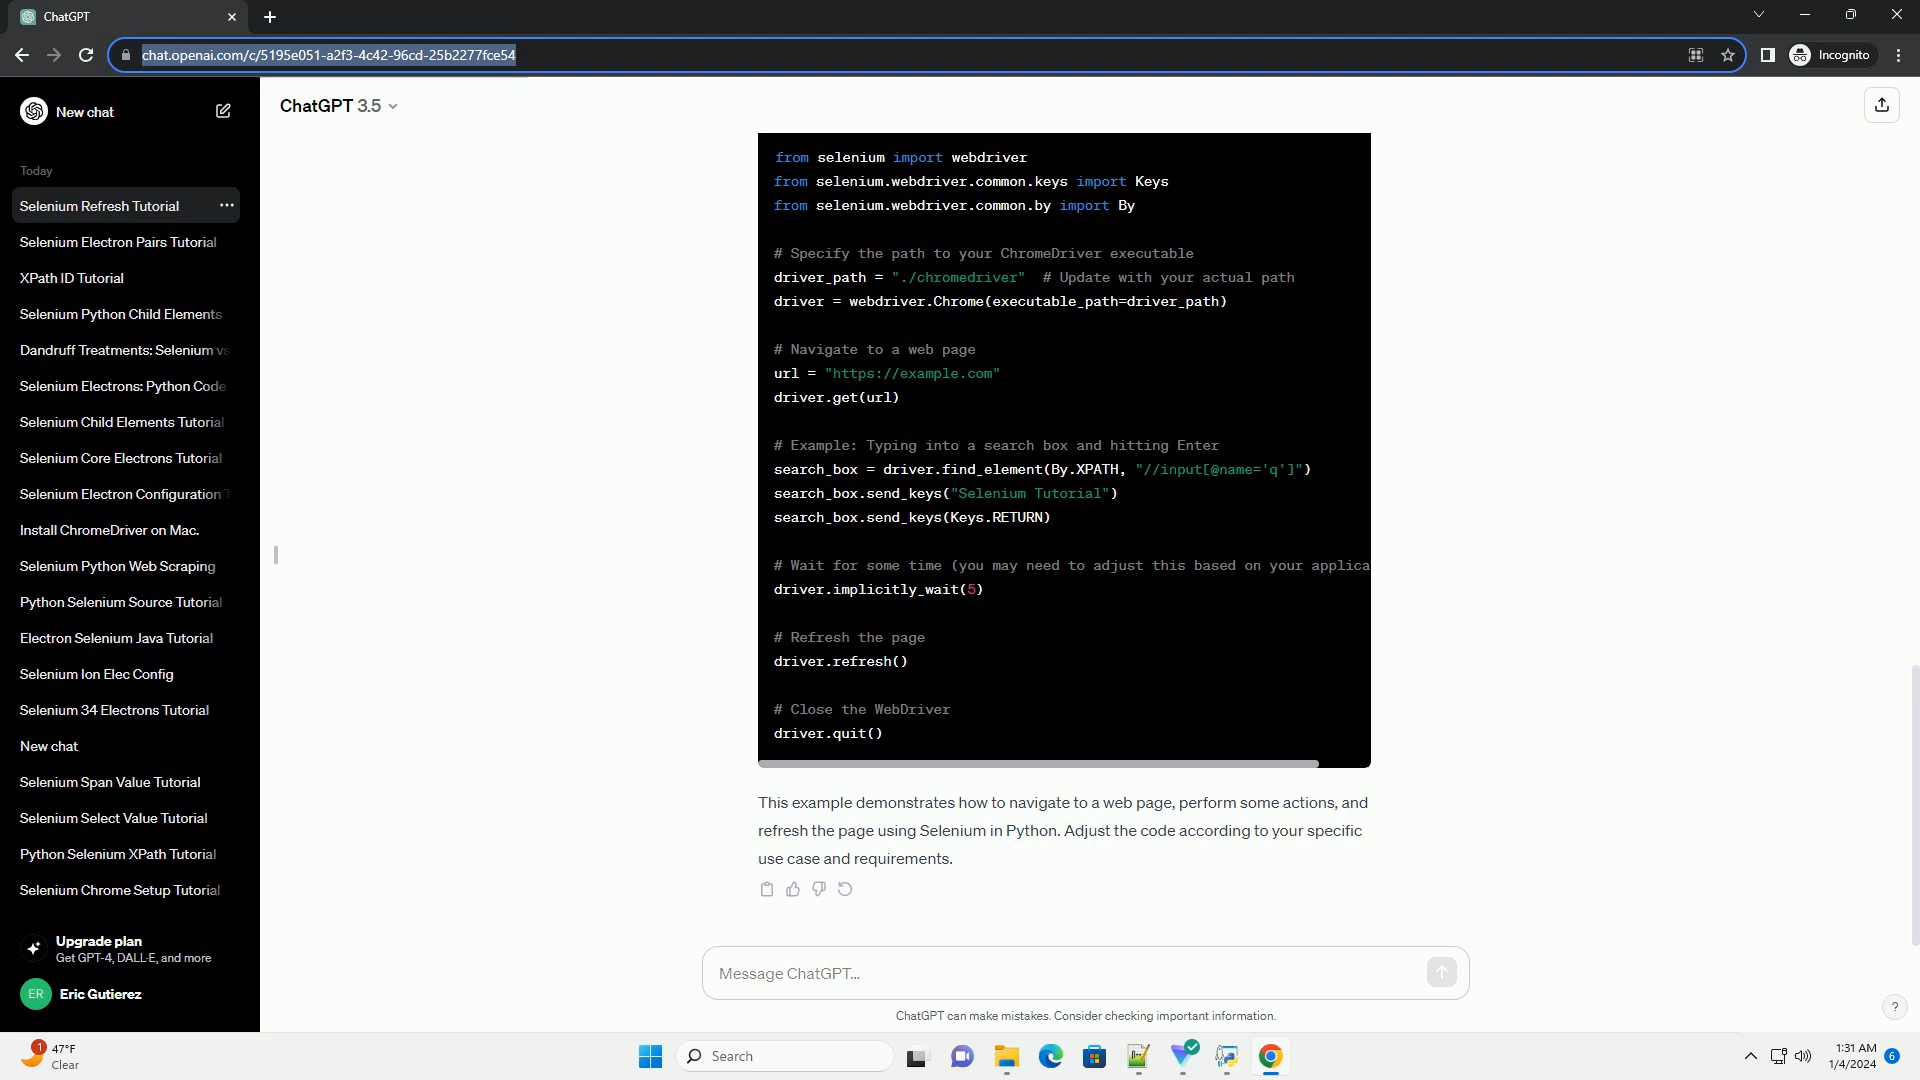 ChatGPT
chat.openai.com/c/5195e051-a2f3-4c42-96cd-25b2277fce54
Incognito
New chat
ChatGPT 3.5
Today
Selenium Refresh Tutorial
Selenium Electron Pairs Tutorial
XPath ID Tutorial
Selenium Python Child Elements
Dandruff Treatments: Selenium vs
Selenium Electrons: Python Code
Selenium Child Elements Tutorial
Selenium Core Electrons Tutorial
Selenium Electron Configuration T
Install ChromeDriver on Mac.
Selenium Python Web Scraping
Python Selenium Source Tutorial
Electron Selenium Java Tutorial
Selenium Ion Elec Config
Selenium 34 Electrons Tutorial
New chat
Selenium Span Value Tutorial
Selenium Select Value Tutorial
Python Selenium XPath Tutorial
Selenium Chrome Setup Tutorial
Upgrade plan
Get GPT-4, DALL·E, and more
ER Eric Gutierez
from selenium import webdriver
from selenium.webdriver.common.keys import Keys
from selenium.webdriver.common.by import By
# Specify the path to your ChromeDriver executable
driver_path = "./chromedriver"  # Update with your actual path
driver = webdriver.Chrome(executable_path=driver_path)
# Navigate to a web page
url = "https://example.com"
driver.get(url)
# Example: Typing into a search box and hitting Enter
search_box = driver.find_element(By.XPATH, "//input[@name='q']")
search_box.send_keys("Selenium Tutorial")
search_box.send_keys(Keys.RETURN)
# Wait for some time (you may need to adjust this based on your applica
driver.implicitly_wait(5)
# Refresh the page
driver.refresh()
# Close the WebDriver
driver.quit()
This example demonstrates how to navigate to a web page, perform some actions, and
refresh the page using Selenium in Python. Adjust the code according to your specific
use case and requirements.
Message ChatGPT...
ChatGPT can make mistakes. Consider checking important information.
?
1
47°F
Clear
Search
1:31 AM
1/4/2024
6